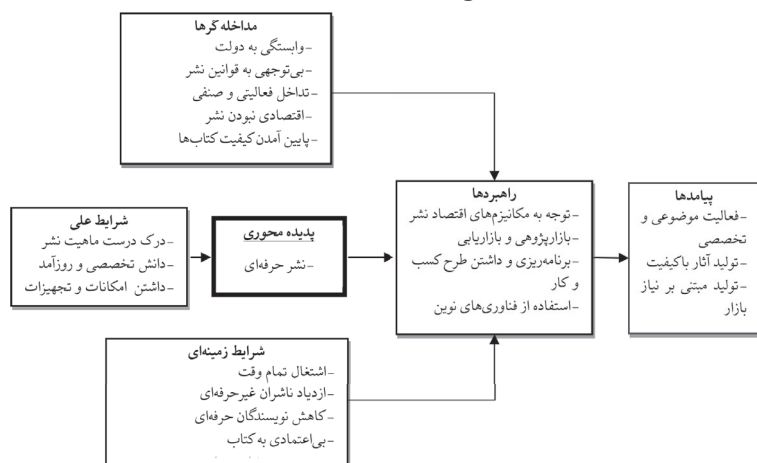 مداخله‌گرها
-وابستگی به دولت
-بی‌توجهی به قوانین نشر
-تداخل فعالیتی و صنفی
-اقتصادی نبودن نشر
-پایین آمدن کیفیت کتاب‌ها
شرایط علی
-درک درست ماهیت نشر
-دانش تخصصی و روزآمد
-داشتن امکانات و تجهیزات
پدیده محوری
-نشر حرفه‌ای
راهبردها
-توجه به مکانیزم‌های اقتصاد نشر
-بازارپژوهی و بازاریابی
-برنامه‌ریزی و داشتن طرح کسب
و کار
-استفاده از فناوری‌های نوین
پیامدها
-فعالیت موضوعی و
تخصصی
-تولید آثار باکیفیت
-تولید مبتنی بر نیاز
بازار
شرایط زمینه‌ای
-اشتغال تمام وقت
-ازدیاد ناشران غیرحرفه‌ای
-کاهش نویسندگان حرفه‌ای
-بی‌اعتمادی به کتاب